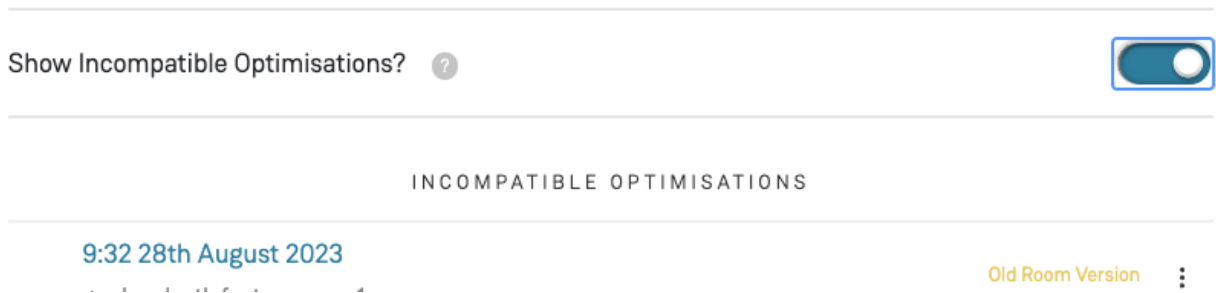 Show Incompatible Optimisations? ?
INCOMPATIBLE OPTIMISATIONS
9:32 28th August 2023
Old Room Version